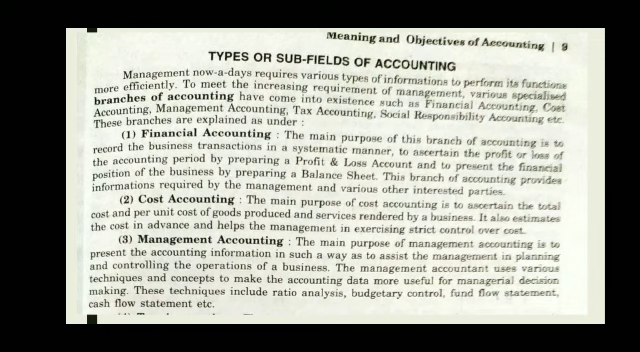 Meaning and Objectives of Accounting | 9
TYPES OR SUB-FIELDS OF ACCOUNTING
Management now-a-days requires various types of informations to perform its functions
more efficiently. To meet the increasing requirement of management, various specialised
branches of accounting have come into existence such as Financial Accounting, Cost
Accounting, Management Accounting, Tax Accounting, Social Responsibility Accounting etc.
These branches are explained as under :
(1) Financial Accounting : The main purpose of this branch of accounting is to
record the business transactions in a systematic manner, to ascertain the profit or loss of
the accounting period by preparing a Profit & Loss Account and to present the financial
position of the business by preparing a Balance Sheet. This branch of accounting provides
informations required by the management and various other interested parties.
(2) Cost Accounting : The main purpose of cost accounting is to ascertain the total
cost and per unit cost of goods produced and services rendered by a business. It also estimates
the cost in advance and helps the management in exercising strict control over cost.
(3) Management Accounting : The main purpose of management accounting is to
present the accounting information in such a way as to assist the management in planning
and controlling the operations of a business. The management accountant uses various
techniques and concepts to make the accounting data more useful for managerial decision
making. These techniques include ratio analysis, budgetary control, fund flow statement,
cash flow statement etc.